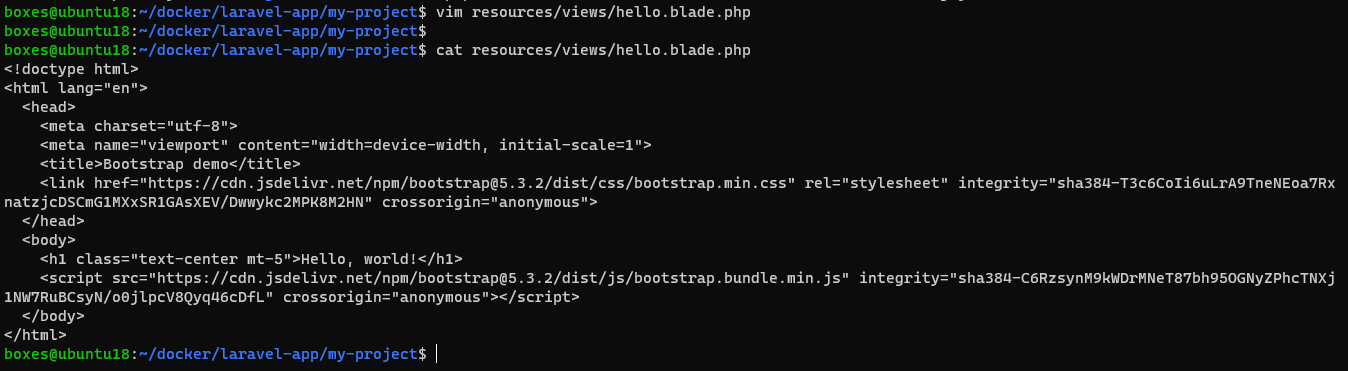 boxes@ubuntu18:~/docker/laravel-app/my-project$ vim resources/views/hello.blade.php
boxes@ubuntu18:~/docker/laravel-app/my-project$
boxes@ubuntu18:~/docker/laravel-app/my-project$ cat resources/views/hello.blade.php
<!doctype html>
<html lang="en">
  <head>
    <meta charset="utf-8">
    <meta name="viewport" content="width=device-width, initial-scale=1">
    <title>Bootstrap demo</title>
    <link href="https://cdn.jsdelivr.net/npm/bootstrap@5.3.2/dist/css/bootstrap.min.css" rel="stylesheet" integrity="sha384-T3c6CoIi6uLrA9TneNEoa7Rx
natzjcDSCmG1MXxSR1GAsXEV/Dwwykc2MPK8M2HN" crossorigin="anonymous">
  </head>
  <body>
    <h1 class="text-center mt-5">Hello, world!</h1>
    <script src="https://cdn.jsdelivr.net/npm/bootstrap@5.3.2/dist/js/bootstrap.bundle.min.js" integrity="sha384-C6RzsynM9kWDrMNeT87bh95OGNyZPhcTNXj
1NW7RuBCsyN/o0jlpcV8Qyq46cDfL" crossorigin="anonymous"></script>
  </body>
</html>
boxes@ubuntu18:~/docker/laravel-app/my-project$